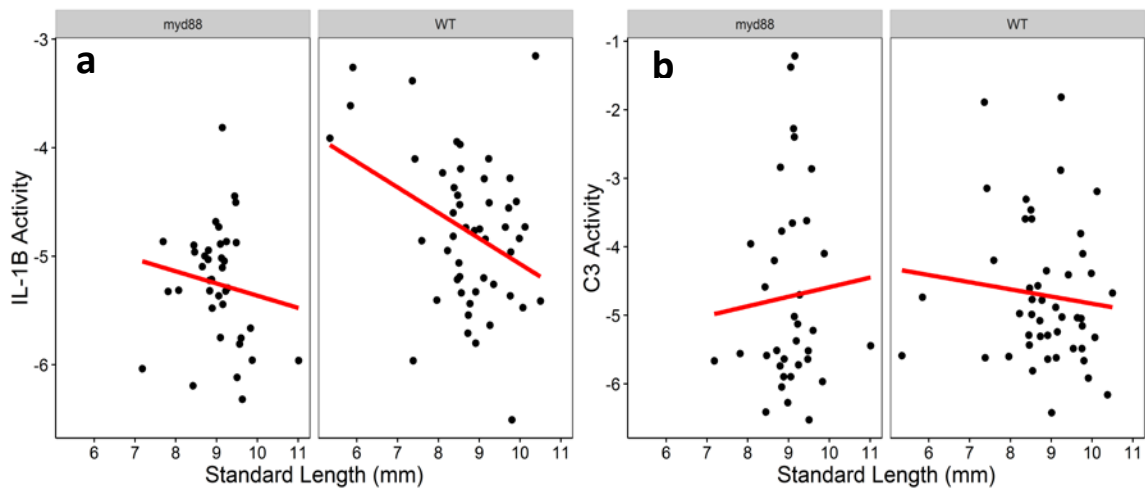 myd88 WT
a
IL-1B Activity
-3
-4
-5
-6
6 7 8 9 10 11 6 7 8 9 10 11
Standard Length (mm)
myd88 WT
b
C3 Activity
-1
-2
-3
-4
-5
-6
6 7 8 9 10 11 6 7 8 9 10 11
Standard Length (mm)